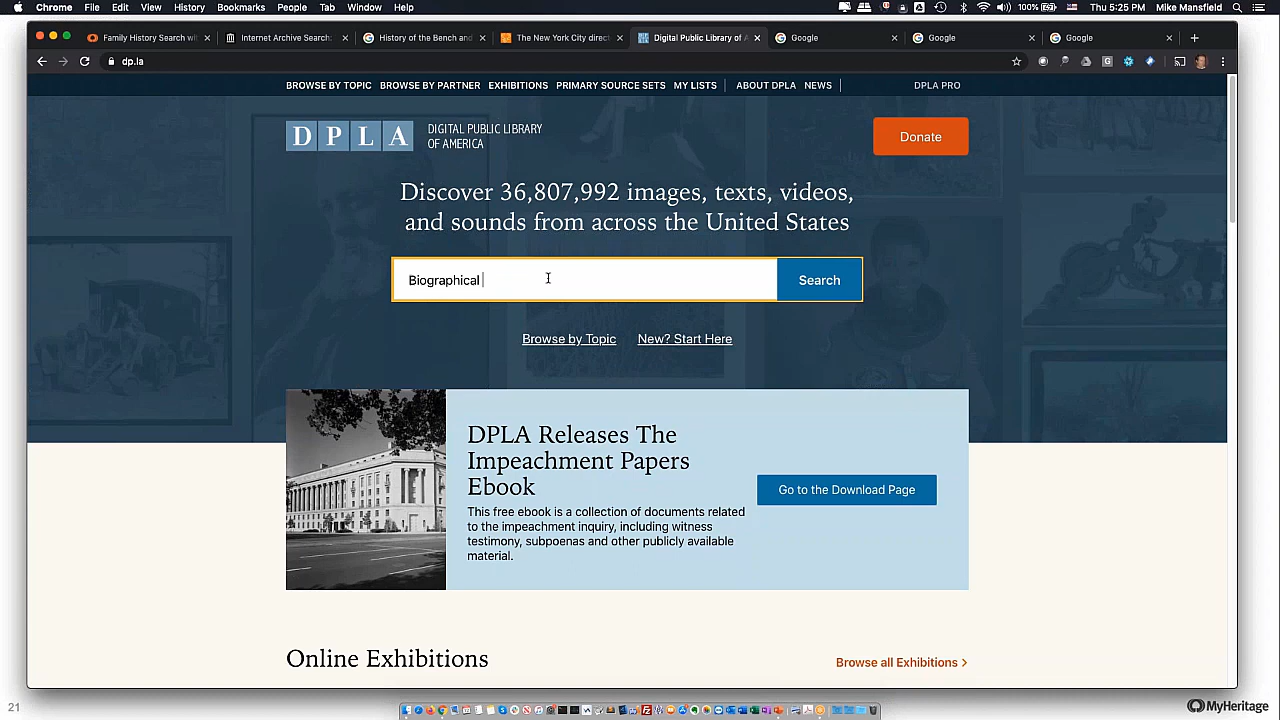 Chrome File Edit View History Bookmarks People Tab Window Help 100% Thu 5:25 PM Mike Mansfield
Family History Search wi Internet Archive Search: History of the Bench and The New York City direct Digital Public Library of A Google Google Google
dp.la
BROWSE BY TOPIC BROWSE BY PARTNER EXHIBITIONS PRIMARY SOURCE SETS MY LISTS ABOUT DPLA NEWS DPLA PRO
DPLA DIGITAL PUBLIC LIBRARY
OF AMERICA
Donate
Discover 36,807,992 images, texts, videos,
and sounds from across the United States
Biographical
Search
Browse by Topic New? Start Here
DPLA Releases The
Impeachment Papers
Ebook
This free ebook is a collection of documents related
to the impeachment inquiry, including witness
testimony, subpoenas and other publicly available
material.
Go to the Download Page
Online Exhibitions
Browse all Exhibitions >
21
MyHeritage